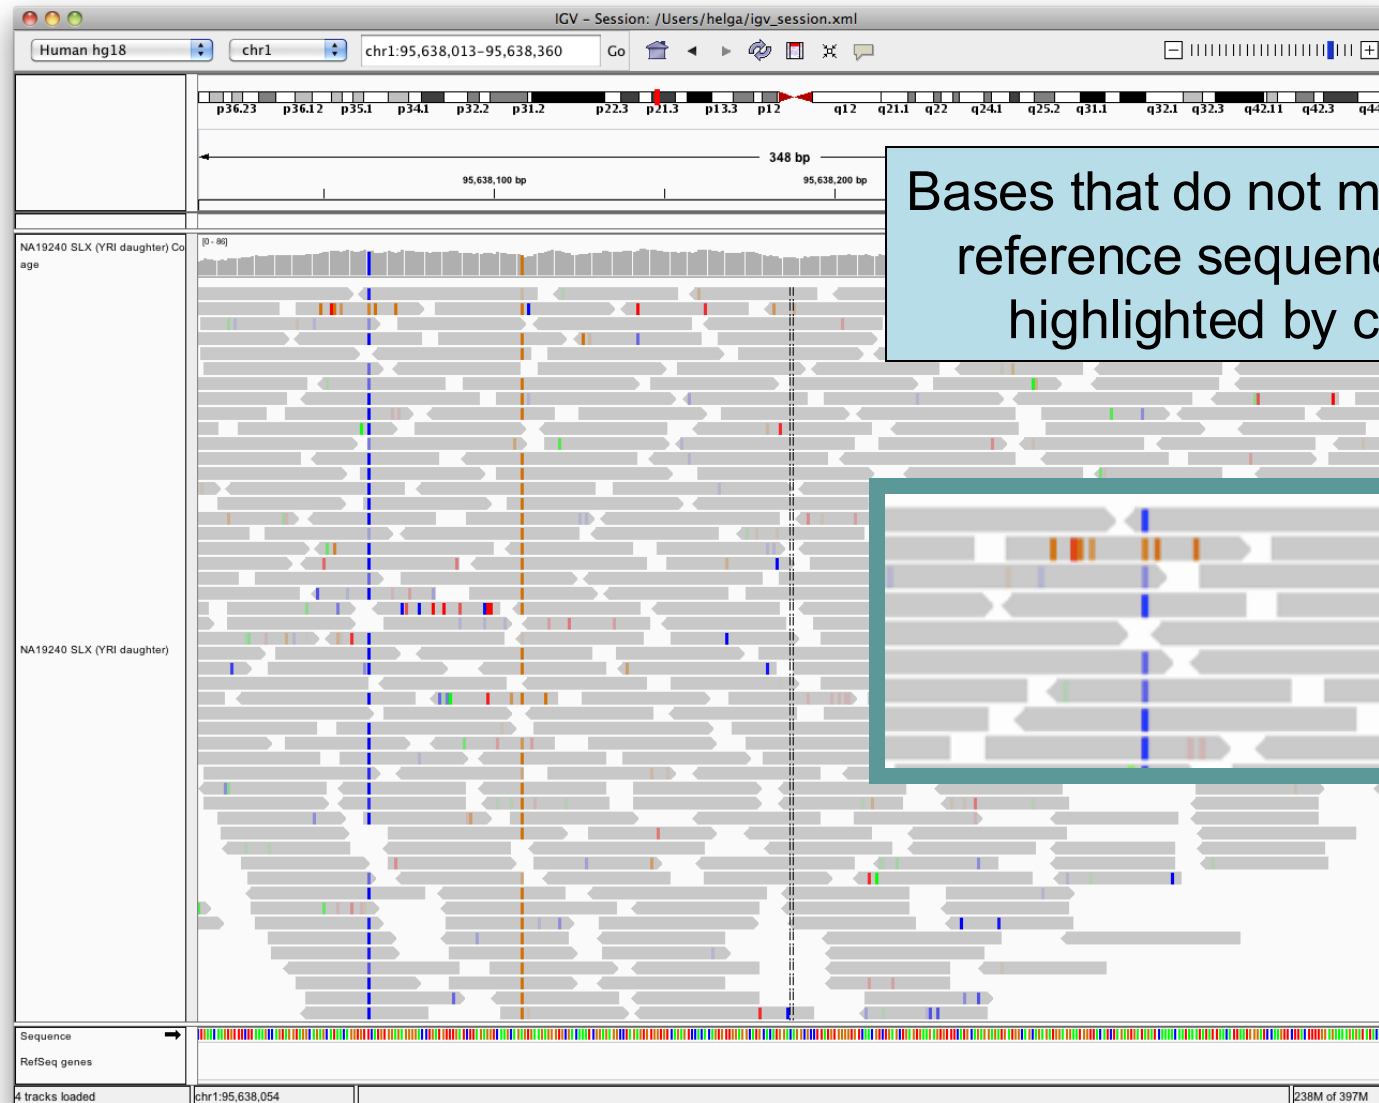 IGV – Session: /Users/helga/igv_session.xml
Human hg18 chr1 chr1:95,638,013–95,638,360 Go
p36.23 p36.12 p35.1 p34.1 p32.2 p31.2 p22.3 p21.3 p13.3 p12 q12 q21.1 q22 q24.1 q25.2 q31.1 q32.1 q32.3 q42.11 q42.3 q44
348 bp
95,638,100 bp 95,638,200 bp
Bases that do not m
reference sequenc
highlighted by c
NA19240 SLX (YRI daughter) Co
age
[0 - 86]
NA19240 SLX (YRI daughter)
Sequence
RefSeq genes
4 tracks loaded chr1:95,638,054 238M of 397M